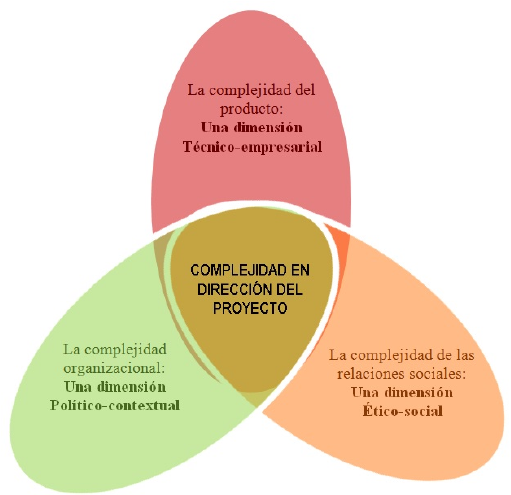 La complejidad del
producto:
Una dimensión
Técnico-empresarial
COMPLEJIDAD EN
DIRECCIÓN DEL
PROYECTO
La complejidad
organizacional:
Una dimensión
Político-contextual
La complejidad de las
relaciones sociales:
Una dimensión
Ético-social